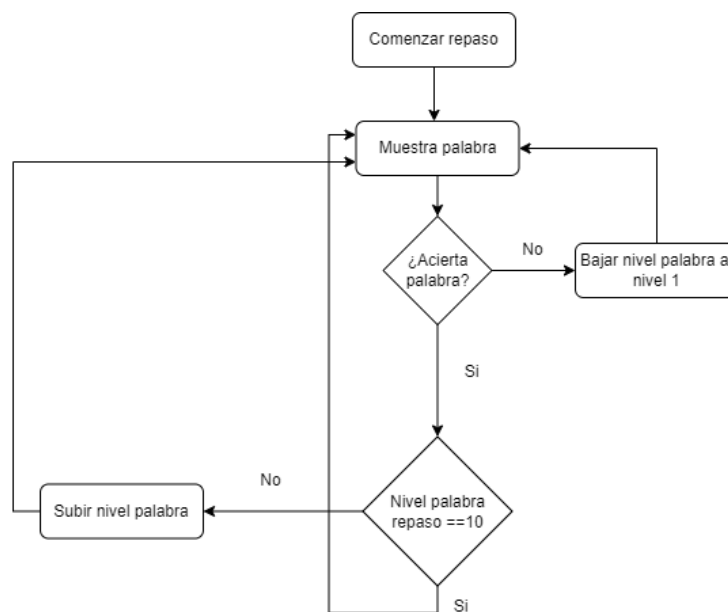 Comenzar repaso
Muestra palabra
¿Acierta
palabra?
No
Bajar nivel palabra a
nivel 1
Si
Nivel palabra
repaso ==10
No
Subir nivel palabra
Si